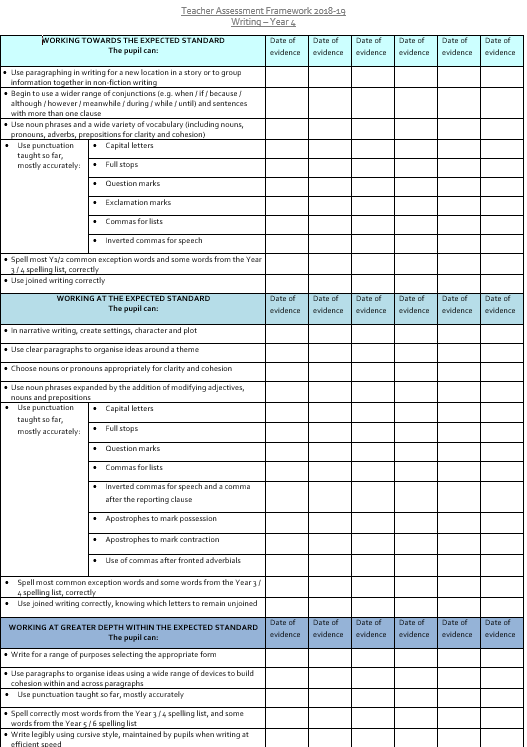 Teacher Assessment Framework 2018-19
Writing – Year 4
WORKING TOWARDS THE EXPECTED STANDARD
The pupil can:
Date of evidence
Date of evidence
Date of evidence
Date of evidence
Date of evidence
Date of evidence
• Use paragraphing in writing for a new location in a story or to group
information together in non-fiction writing
• Begin to use a wider range of conjunctions (e.g. when / if / because /
although / however / meanwhile / during / while / until) and sentences
with more than one clause
• Use noun phrases and a wide variety of vocabulary (including nouns,
pronouns, adverbs, prepositions for clarity and cohesion)
• Use punctuation
taught so far,
mostly accurately:
• Capital letters
• Full stops
• Question marks
• Exclamation marks
• Commas for lists
• Inverted commas for speech
• Spell most Y1/2 common exception words and some words from the Year
3 / 4 spelling list, correctly
• Use joined writing correctly
WORKING AT THE EXPECTED STANDARD
The pupil can:
Date of evidence
Date of evidence
Date of evidence
Date of evidence
Date of evidence
Date of evidence
• In narrative writing, create settings, character and plot
• Use clear paragraphs to organise ideas around a theme
• Choose nouns or pronouns appropriately for clarity and cohesion
• Use noun phrases expanded by the addition of modifying adjectives,
nouns and prepositions
• Use punctuation
taught so far,
mostly accurately:
• Capital letters
• Full stops
• Question marks
• Commas for lists
• Inverted commas for speech and a comma
after the reporting clause
• Apostrophes to mark possession
• Apostrophes to mark contraction
• Use of commas after fronted adverbials
• Spell most common exception words and some words from the Year 3 /
4 spelling list, correctly
• Use joined writing correctly, knowing which letters to remain unjoined
WORKING AT GREATER DEPTH WITHIN THE EXPECTED STANDARD
The pupil can:
Date of evidence
Date of evidence
Date of evidence
Date of evidence
Date of evidence
Date of evidence
• Write for a range of purposes selecting the appropriate form
• Use paragraphs to organise ideas using a wide range of devices to build
cohesion within and across paragraphs
• Use punctuation taught so far, mostly accurately
• Spell correctly most words from the Year 3 / 4 spelling list, and some
words from the Year 5 / 6 spelling list
• Write legibly using cursive style, maintained by pupils when writing at
efficient speed